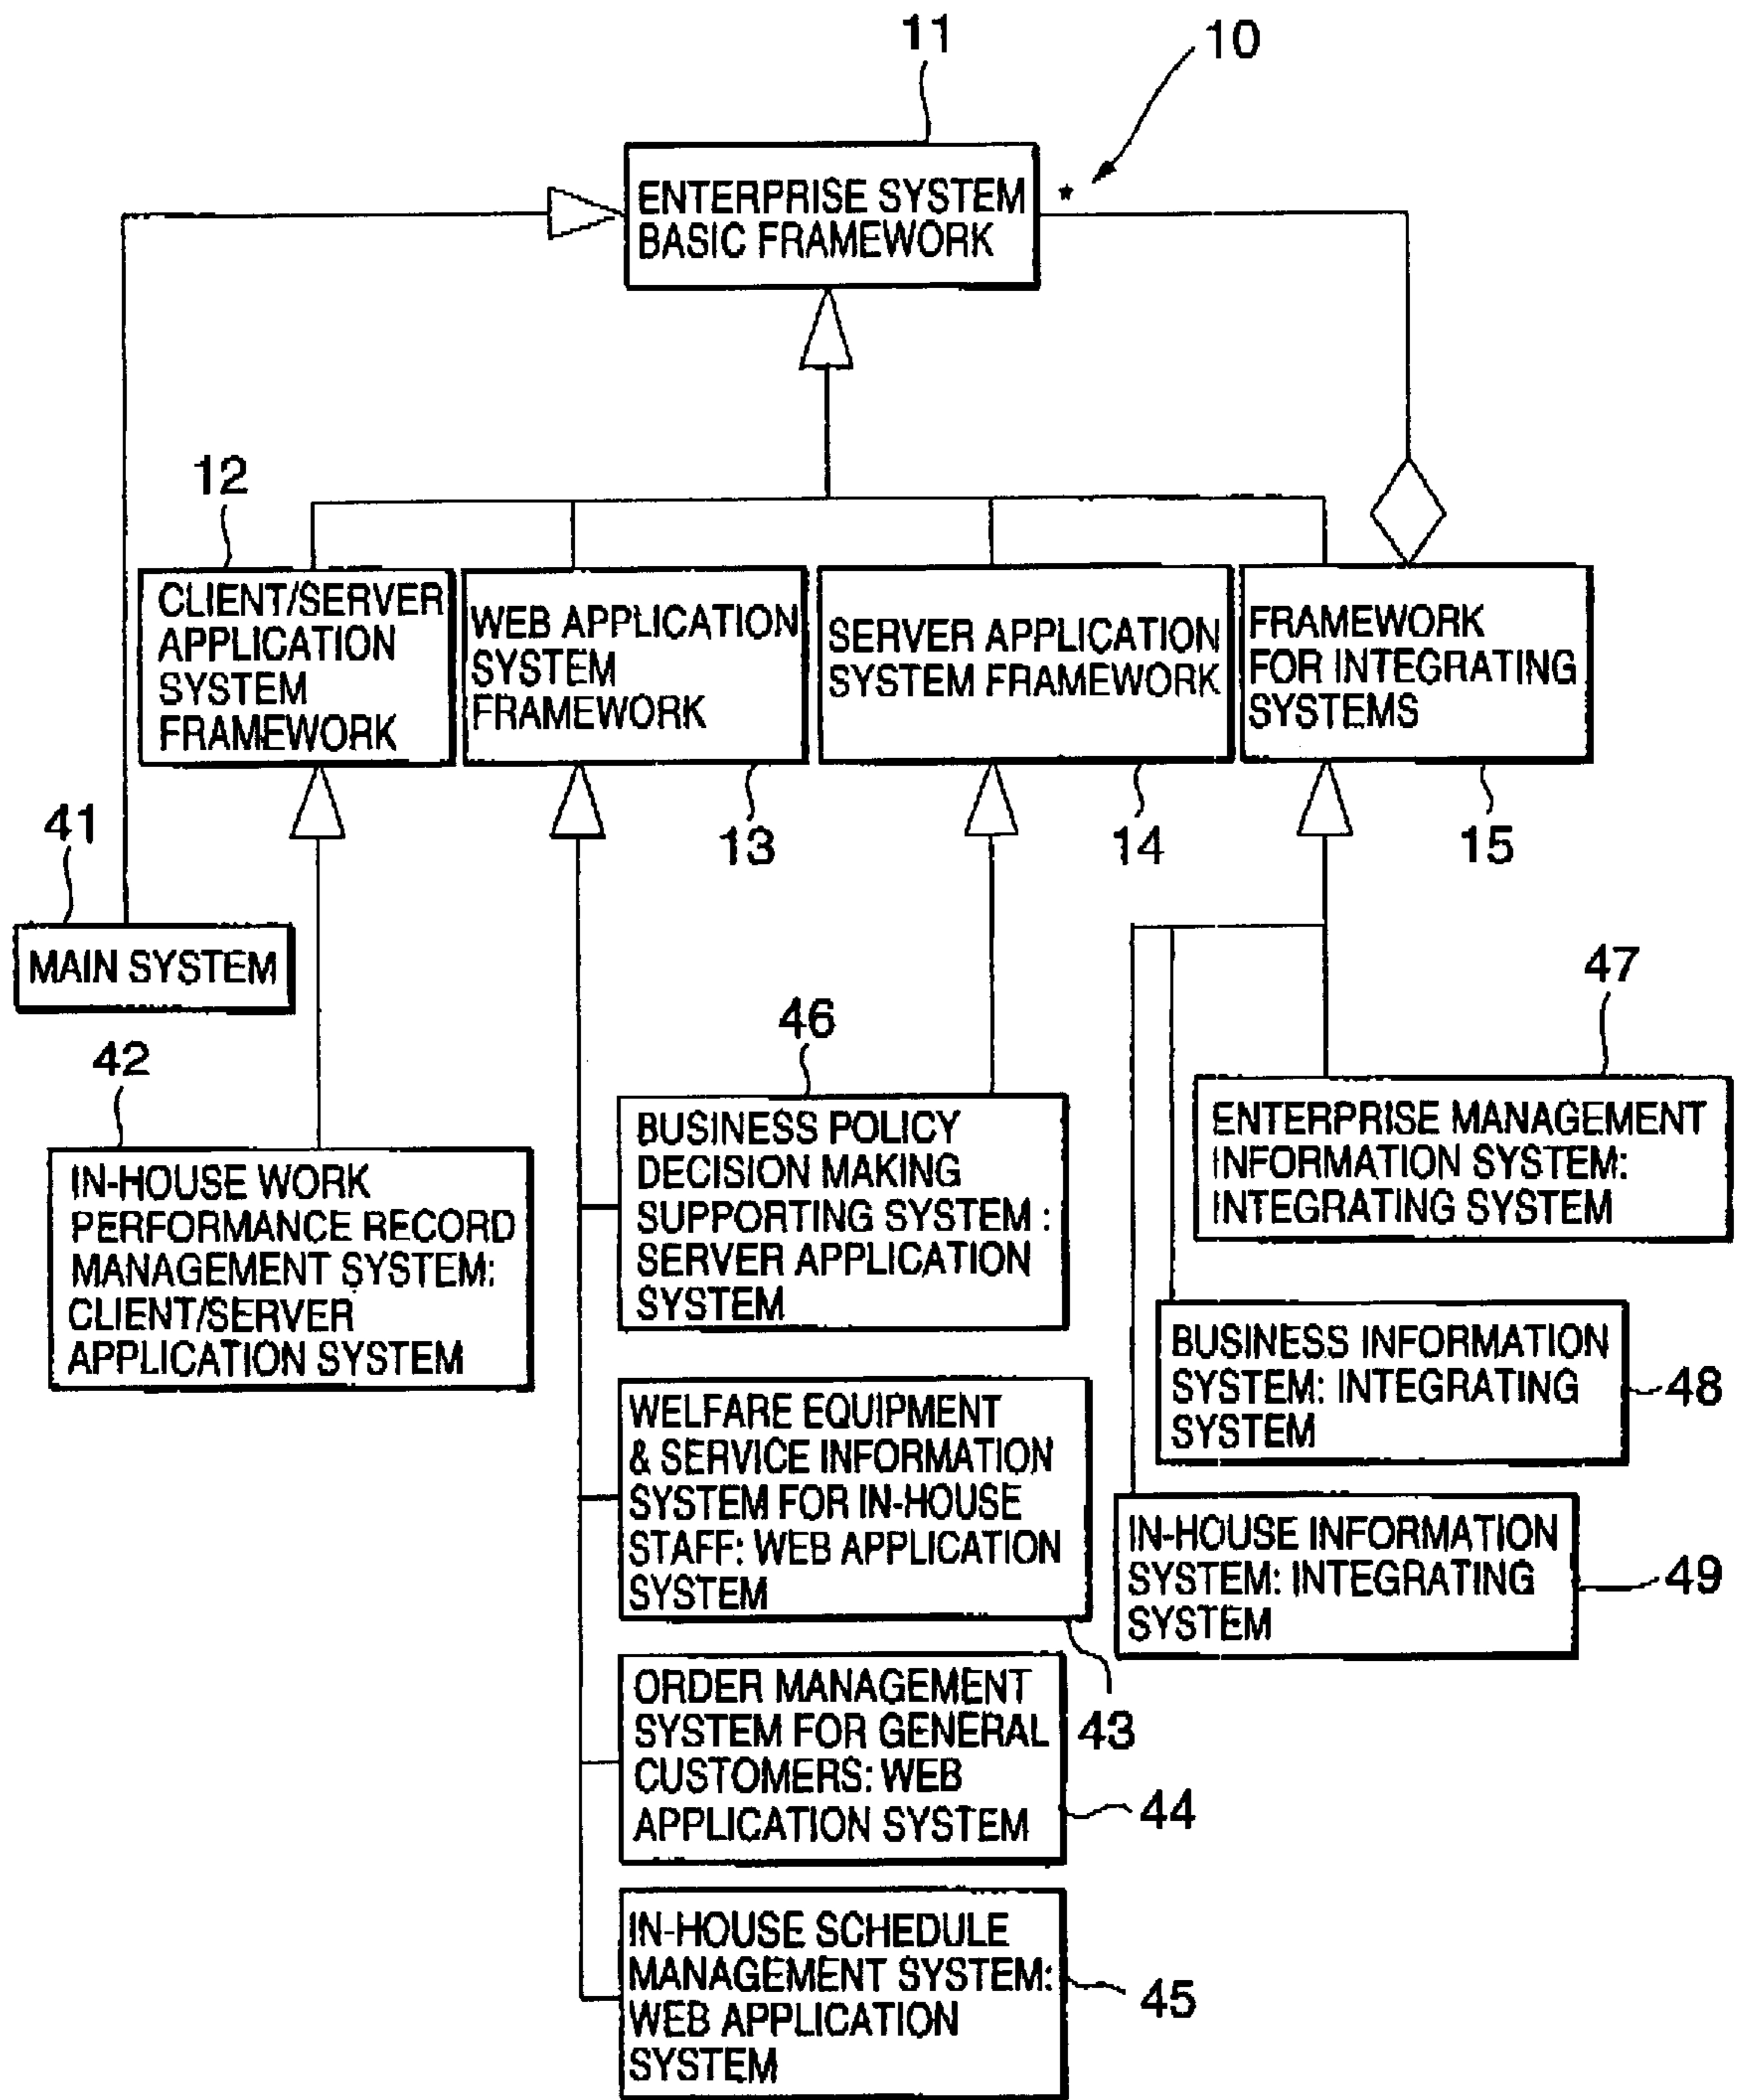 11
10
ENTERPRISE SYSTEM
BASIC FRAMEWORK
*
12
CLIENT/SERVER
APPLICATION
SYSTEM
FRAMEWORK
WEB APPLICATION
SYSTEM
FRAMEWORK
SERVER APPLICATION
SYSTEM FRAMEWORK
FRAMEWORK
FOR INTEGRATING
SYSTEMS
13
14
15
41
MAIN SYSTEM
42
IN-HOUSE WORK
PERFORMANCE RECORD
MANAGEMENT SYSTEM:
CLIENT/SERVER
APPLICATION SYSTEM
46
BUSINESS POLICY
DECISION MAKING
SUPPORTING SYSTEM :
SERVER APPLICATION
SYSTEM
47
ENTERPRISE MANAGEMENT
INFORMATION SYSTEM:
INTEGRATING SYSTEM
BUSINESS INFORMATION
SYSTEM: INTEGRATING
SYSTEM
48
WELFARE EQUIPMENT
& SERVICE INFORMATION
SYSTEM FOR IN-HOUSE
STAFF: WEB APPLICATION
SYSTEM
43
IN-HOUSE INFORMATION
SYSTEM: INTEGRATING
SYSTEM
49
ORDER MANAGEMENT
SYSTEM FOR GENERAL
CUSTOMERS: WEB
APPLICATION SYSTEM
44
IN-HOUSE SCHEDULE
MANAGEMENT SYSTEM:
WEB APPLICATION
SYSTEM
45